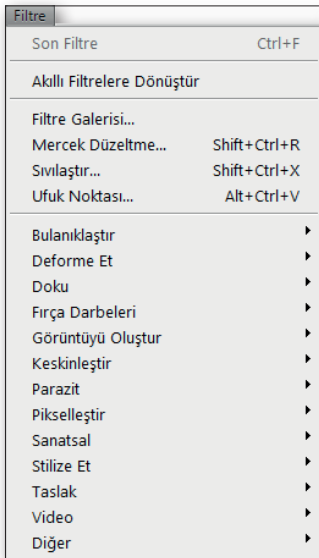 Filtre
Son Filtre Ctrl+F
Akıllı Filtrelere Dönüştür
Filtre Galerisi...
Mercek Düzeltme... Shift+Ctrl+R
Sıvılaştır... Shift+Ctrl+X
Ufuk Noktası... Alt+Ctrl+V
Bulanıklaştır
Deforme Et
Doku
Fırça Darbeleri
Görüntüyü Oluştur
Keskinleştir
Parazit
Pikselleştir
Sanatsal
Stilize Et
Taslak
Video
Diğer